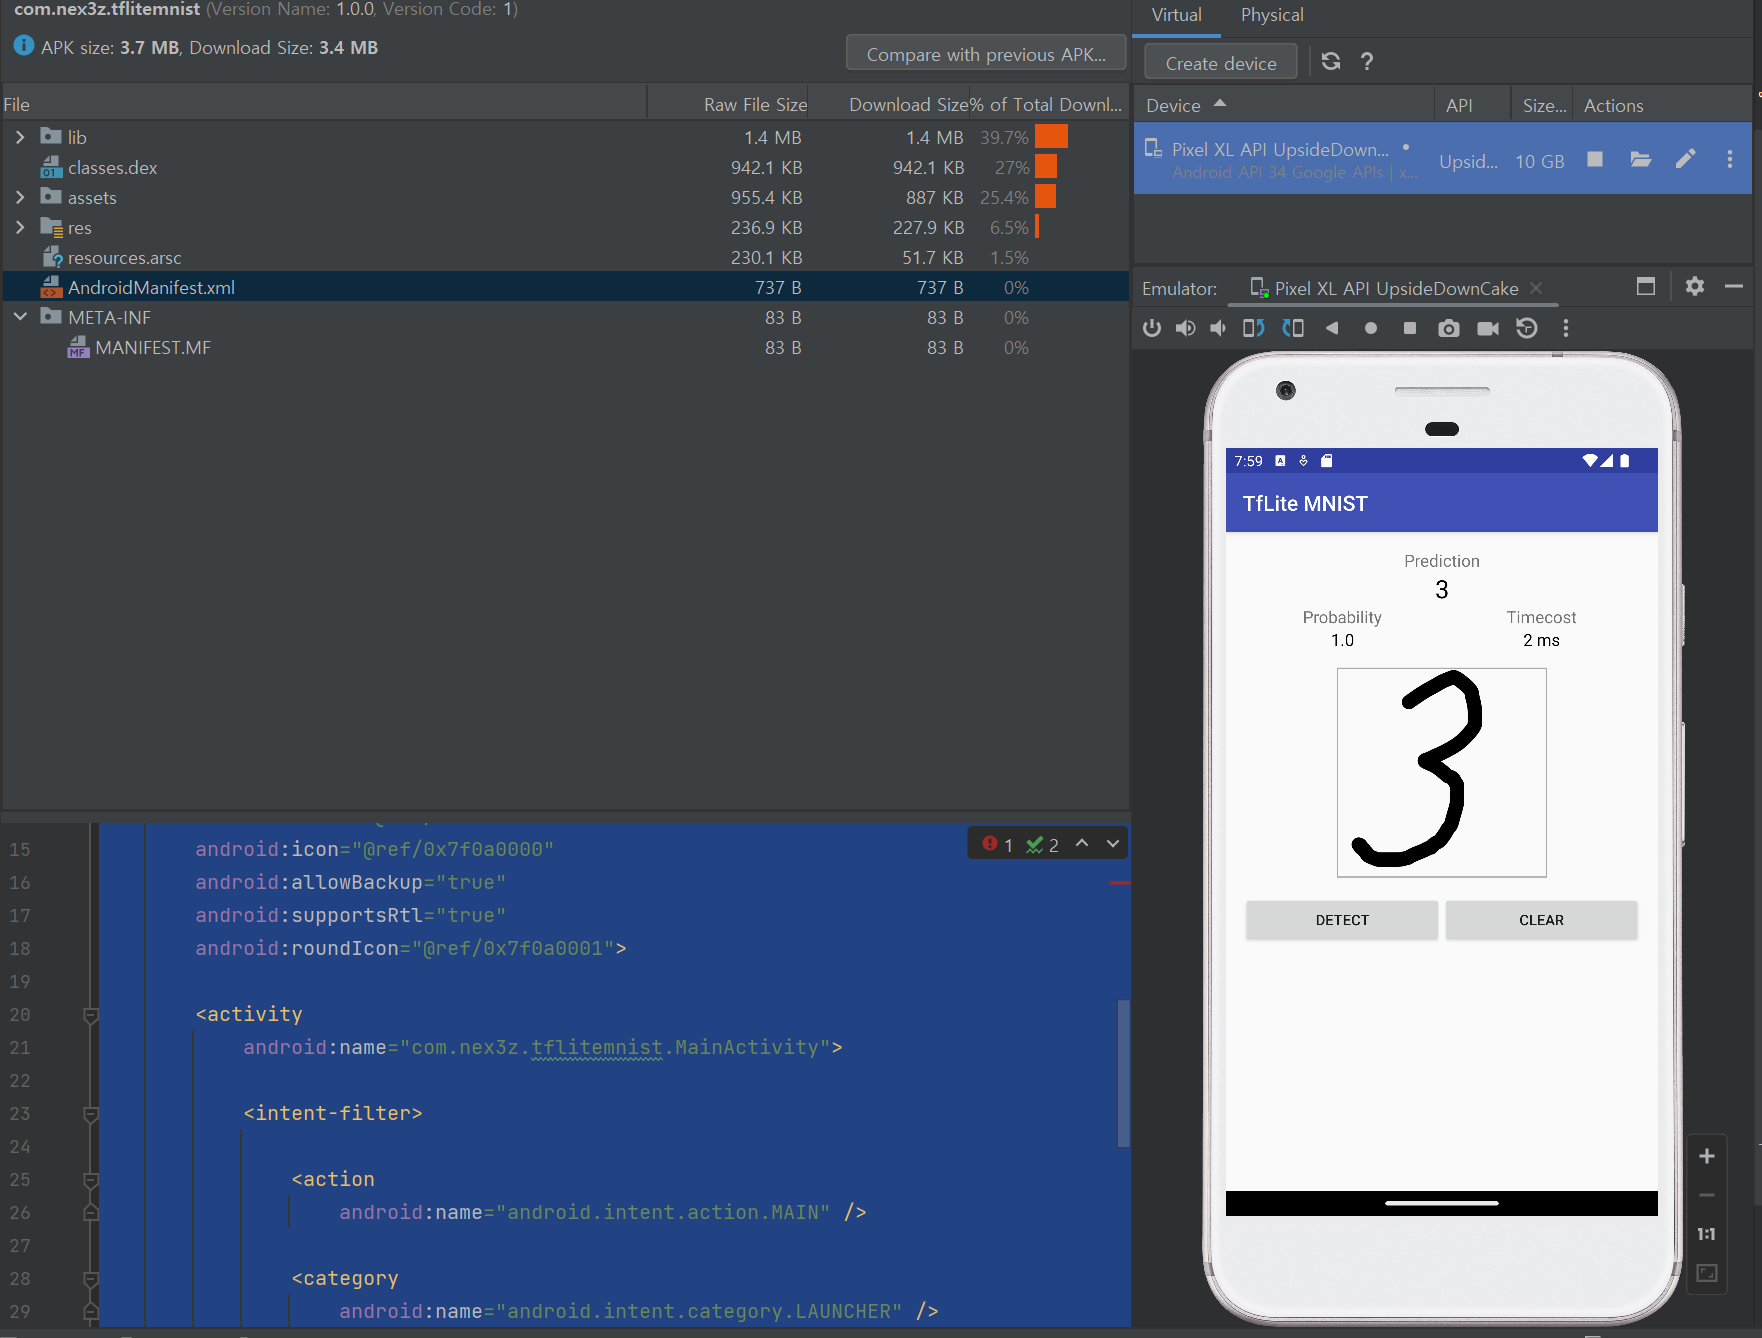 com.nex3z.tflitemnist (Version Name: 1.0.0, Version Code: 1)
APK size: 3.7 MB, Download Size: 3.4 MB
Compare with previous APK...
File Raw File Size Download Size % of Total Downl...
lib 1.4 MB 1.4 MB 39.7%
classes.dex 942.1 KB 942.1 KB 27%
assets 955.4 KB 887 KB 25.4%
res 236.9 KB 227.9 KB 6.5%
resources.arsc 230.1 KB 51.7 KB 1.5%
AndroidManifest.xml 737 B 737 B 0%
META-INF 83 B 83 B 0%
MANIFEST.MF 83 B 83 B 0%
15 android:icon="@ref/0x7f0a0000"
16 android:allowBackup="true"
17 android:supportsRtl="true"
18 android:roundIcon="@ref/0x7f0a0001">
19
20 <activity
21 android:name="com.nex3z.tflitemnist.MainActivity">
22
23 <intent-filter>
24
25 <action
26 android:name="android.intent.action.MAIN" />
27
28 <category
29 android:name="android.intent.category.LAUNCHER" />
1 2
Virtual Physical
Create device
Device API Size... Actions
Pixel XL API UpsideDown... Upsid... 10 GB
Android API 34 Google APIs | x...
Emulator: Pixel XL API UpsideDownCake
7:59
TfLite MNIST
Prediction
3
Probability Timecost
1.0 2 ms
3
DETECT CLEAR
1:1